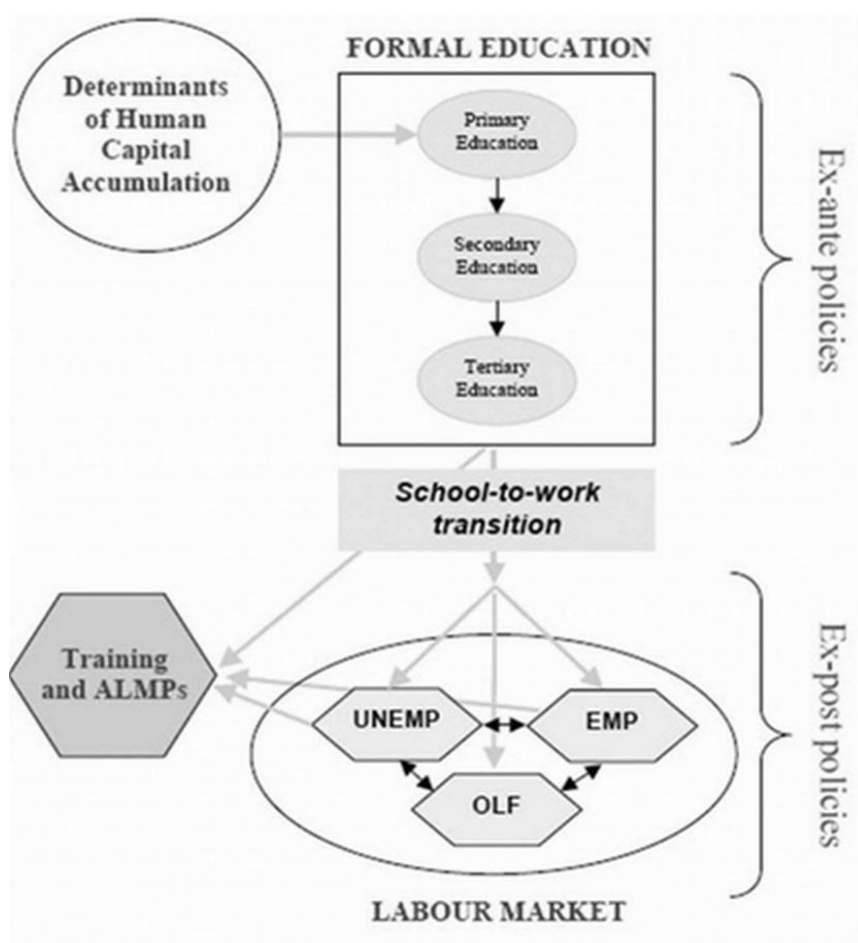 FORMAL EDUCATION
Determinants
of Human
Capital
Accumulation
Primary
Education
Secondary
Education
Tertiary
Education
Ex-ante policies
School-to-work
transition
Training
and ALMPs
UNEMP
EMP
OLF
Ex-post policies
LABOUR MARKET